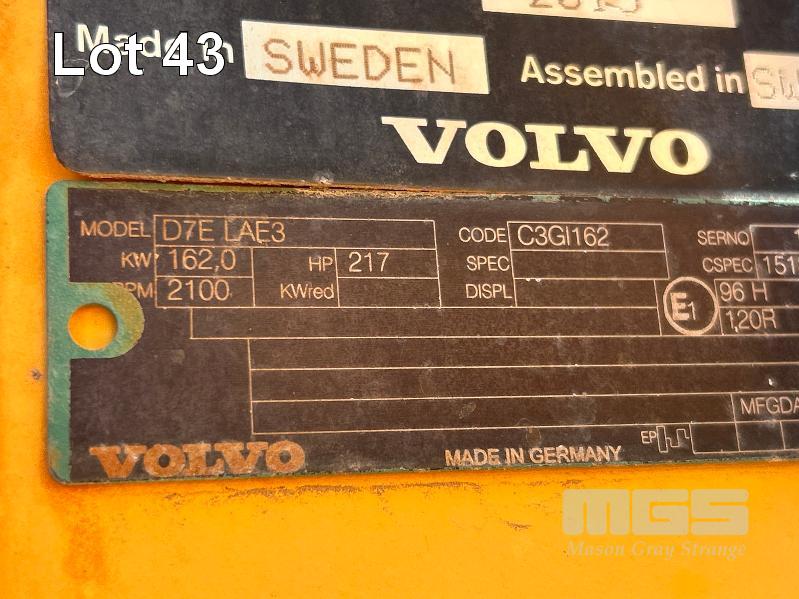 Lot 43
Made in SWEDEN
Assembled in
VOLVO
MODEL D7E LAE3 CODE C3GI162 SERNO
KW 162,0 HP 217 SPEC CSPEC
RPM 2100 KWred DISPL E1 96 H
120R
MFGDA
EP
VOLVO MADE IN GERMANY
MGS
Mason Gray Strange